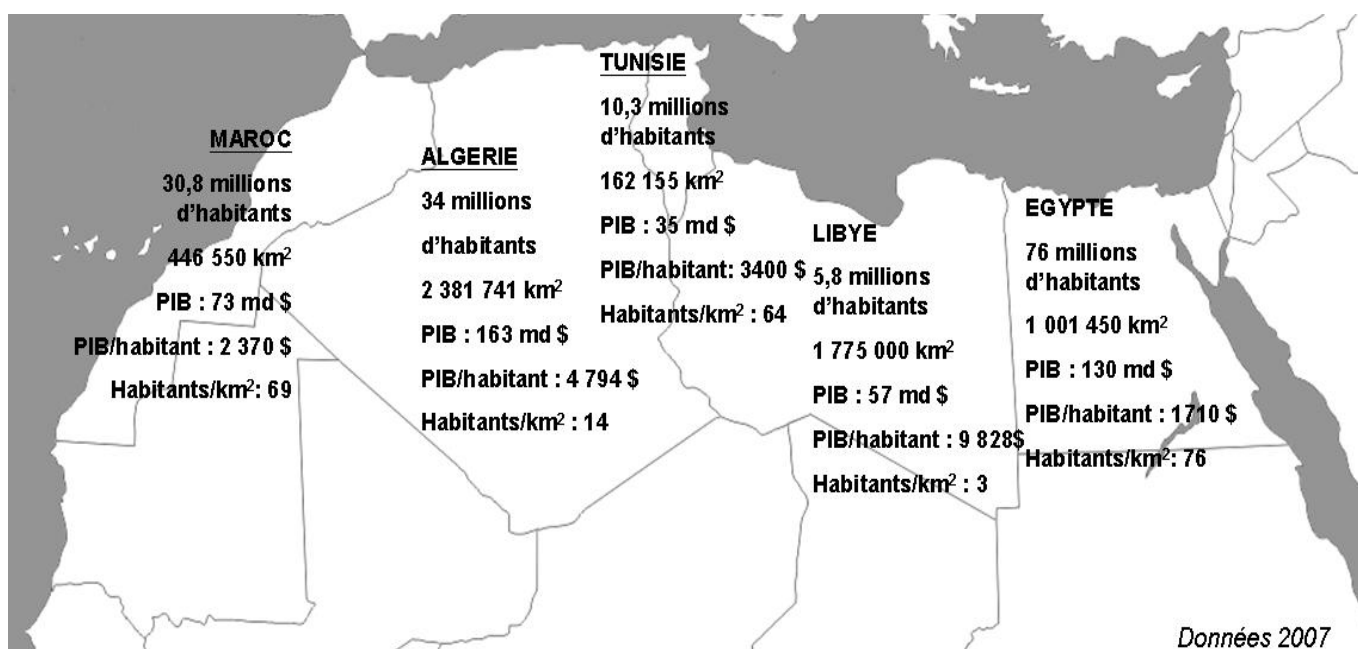 MAROC
30,8 millions
d'habitants
446 550 km²
PIB : 73 md $
PIB/habitant : 2 370 $
Habitants/km²: 69
ALGERIE
34 millions
d'habitants
2 381 741 km²
PIB : 163 md $
PIB/habitant : 4 794 $
Habitants/km² : 14
TUNISIE
10,3 millions
d'habitants
162 155 km²
PIB : 35 md $
PIB/habitant: 3400 $
Habitants/km² : 64
LIBYE
5,8 millions
d'habitants
1 775 000 km²
PIB : 57 md $
PIB/habitant : 9 828$
Habitants/km² : 3
EGYPTE
76 millions
d'habitants
1 001 450 km²
PIB : 130 md $
PIB/habitant : 1710 $
Habitants/km²: 76
Données 2007